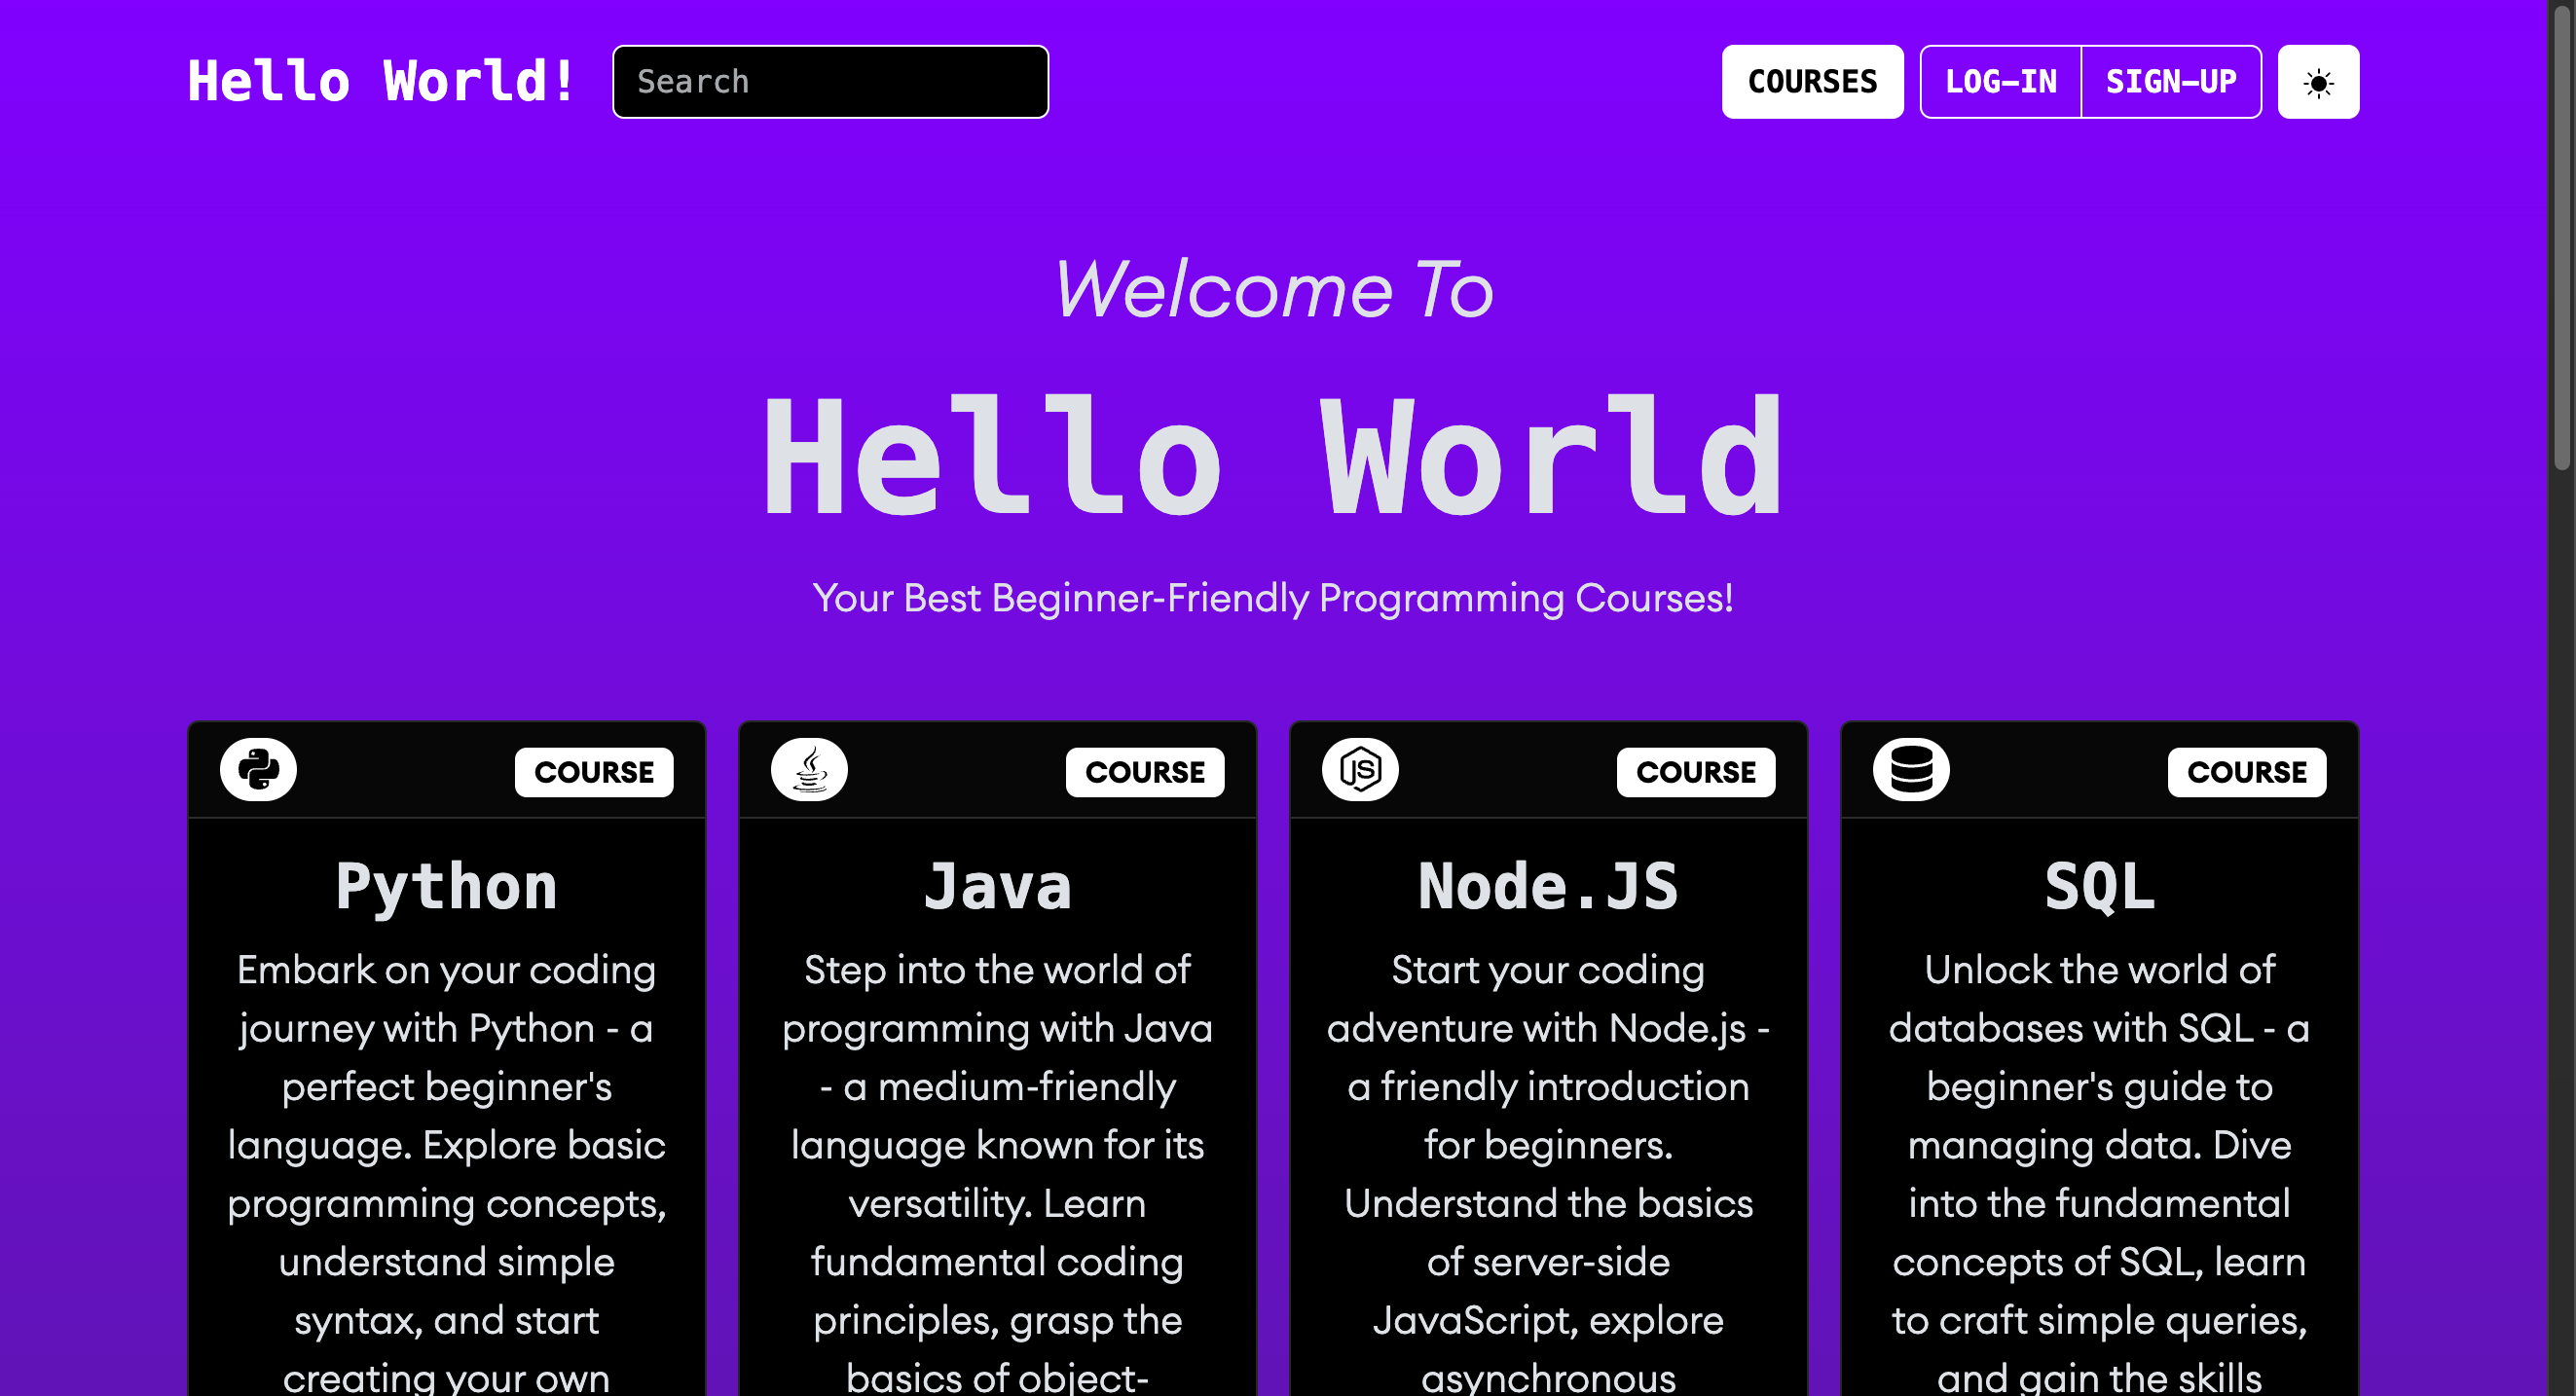 Hello World!
Search
COURSES
LOG-IN
SIGN-UP
Welcome To
Hello World
Your Best Beginner-Friendly Programming Courses!
COURSE
Python
Embark on your coding
journey with Python - a
perfect beginner's
language. Explore basic
programming concepts,
understand simple
syntax, and start
creating your own
COURSE
Java
Step into the world of
programming with Java
- a medium-friendly
language known for its
versatility. Learn
fundamental coding
principles, grasp the
basics of object-
JS
COURSE
Node.JS
Start your coding
adventure with Node.js -
a friendly introduction
for beginners.
Understand the basics
of server-side
JavaScript, explore
asynchronous
COURSE
SQL
Unlock the world of
databases with SQL - a
beginner's guide to
managing data. Dive
into the fundamental
concepts of SQL, learn
to craft simple queries,
and gain the skills